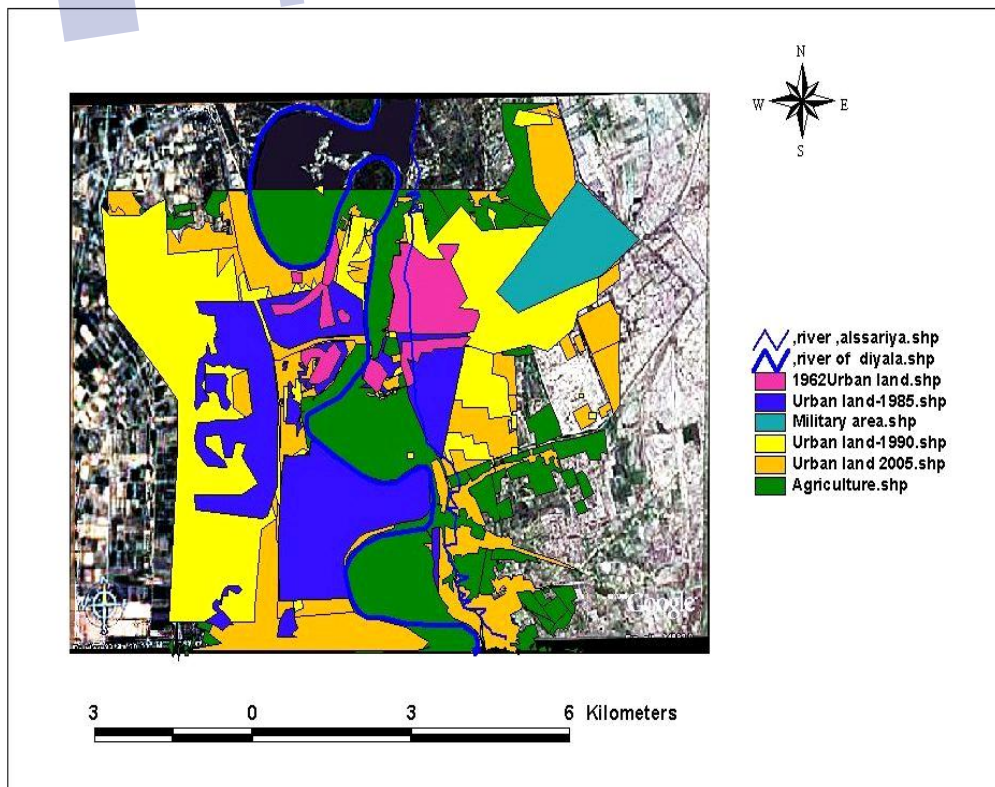 N
W E
S
,river ,alssariya.shp
,river of diyala.shp
1962Urban land.shp
Urban land-1985.shp
Military area.shp
Urban land-1990.shp
Urban land 2005.shp
Agriculture.shp
Google
3 0 3 6 Kilometers